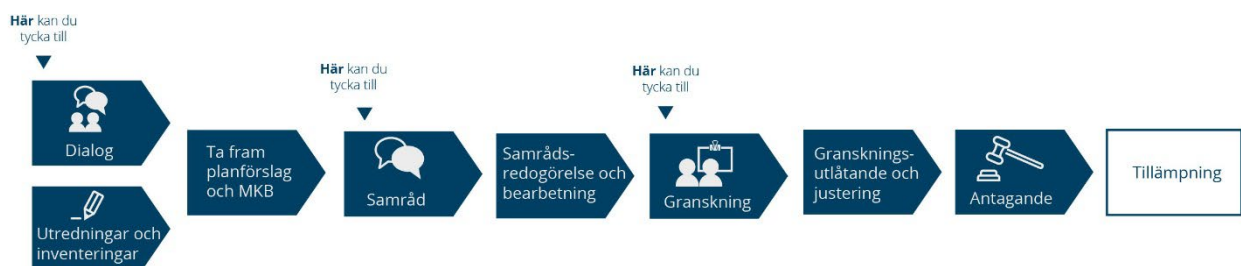 Här kan du
tycka till
Dialog
Utredningar och
inventeringar
Ta fram
planförslag
och MKB
Här kan du
tycka till
Samråd
Samråds-
redogörelse och
bearbetning
Här kan du
tycka till
Granskning
Gransknings-
utlåtande och
justering
Antagande
Tillämpning